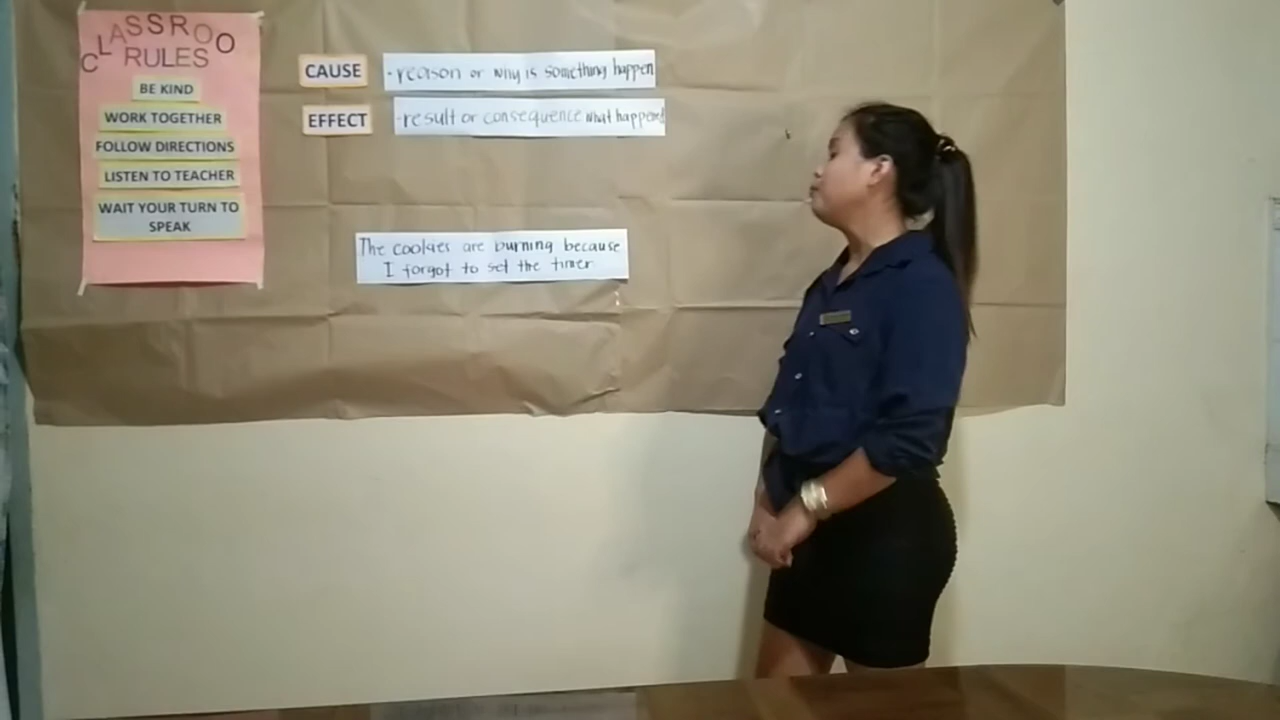 CLASSROO
RULES
BE KIND
WORK TOGETHER
FOLLOW DIRECTIONS
LISTEN TO TEACHER
WAIT YOUR TURN TO
SPEAK
CAUSE
- reason or why is something happen
EFFECT
-result or consequence what happened
The cookies are burning because
I forgot to set the timer